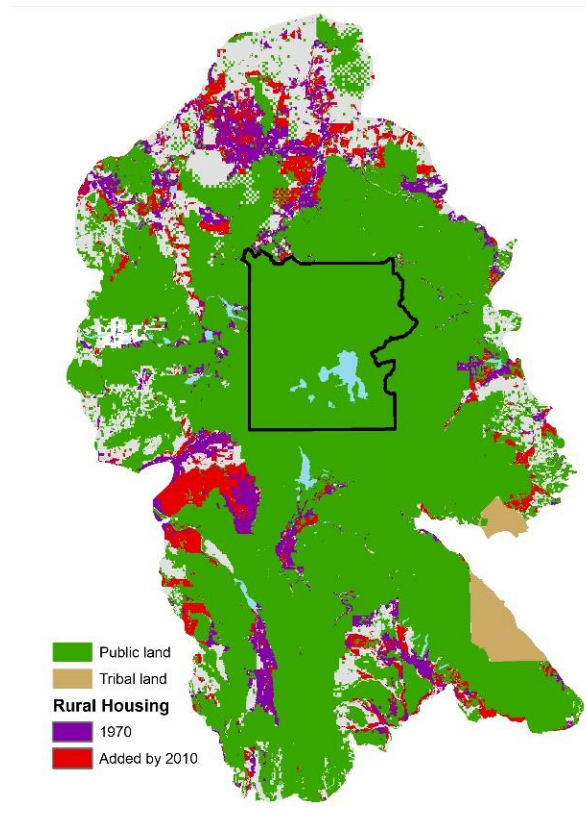 Public land
Tribal land
Rural Housing
1970
Added by 2010